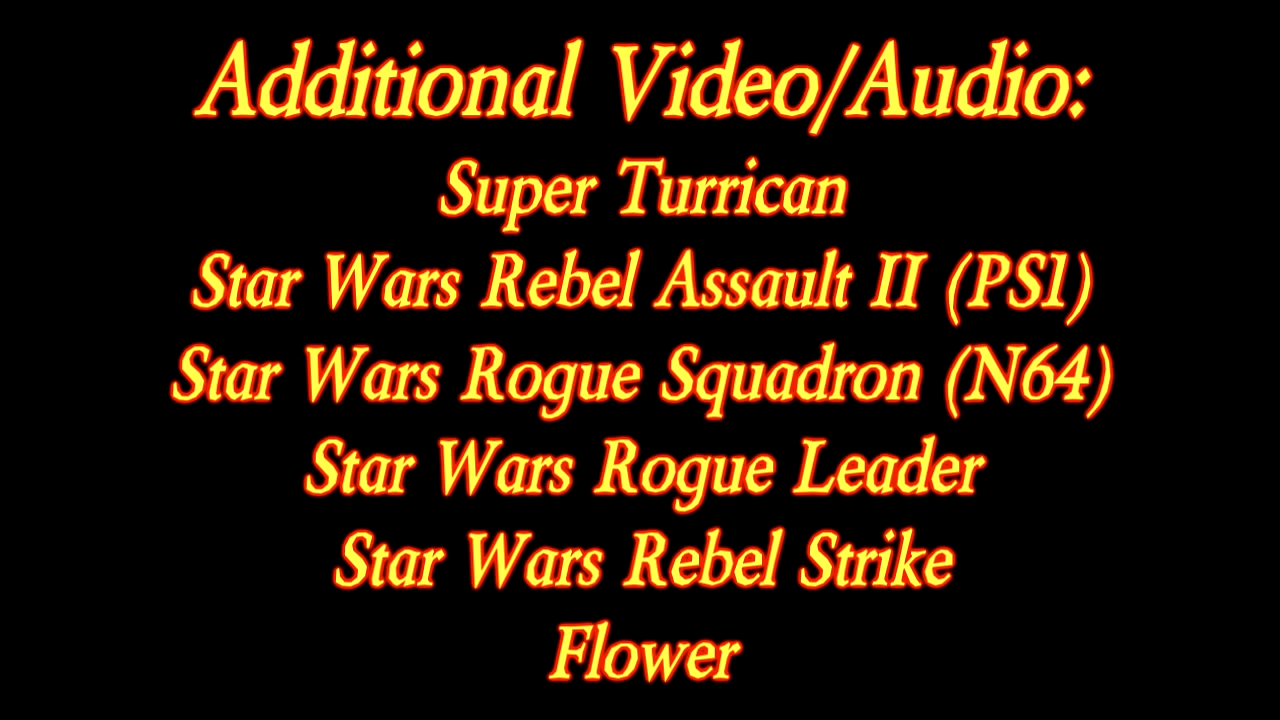 Additional Video/Audio:
Super Turrican
Star Wars Rebel Assault II (PS1)
Star Wars Rogue Squadron (N64)
Star Wars Rogue Leader
Star Wars Rebel Strike
Flower